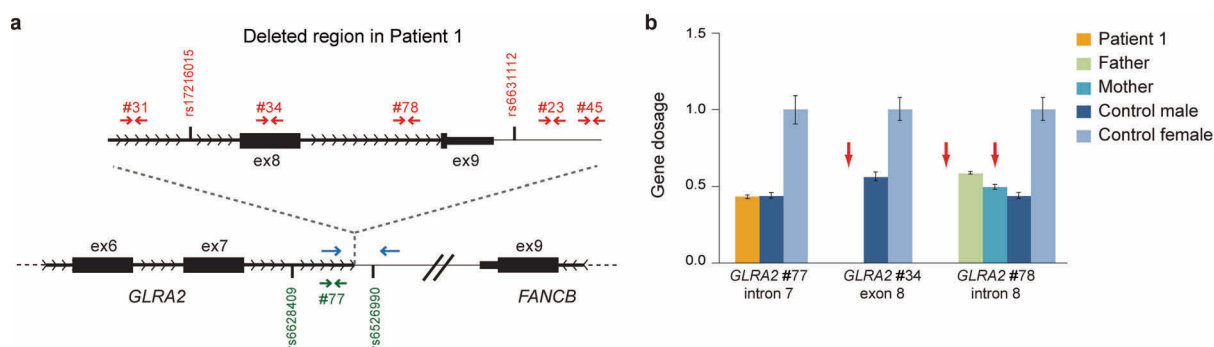 a
Deleted region in Patient 1
rs17216015
rs6631112
#31
#34
#78
#23
#45
ex8
ex9
ex6
ex7
ex9
GLRA2
rs6628409
#77
rs6526990
FANCB
b
Gene dosage
1.5
1.0
0.5
0.0
GLRA2 #77
intron 7
GLRA2 #34
exon 8
GLRA2 #78
intron 8
Patient 1
Father
Mother
Control male
Control female